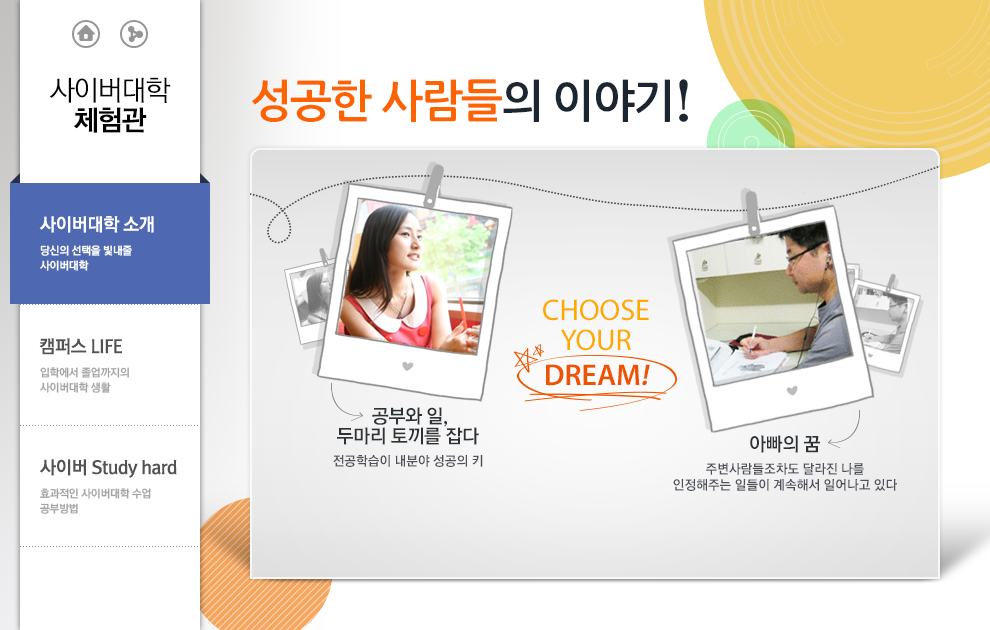 사이버대학
체험관
사이버대학 소개
당신의 선택을 빛내줄
사이버대학
캠퍼스 LIFE
입학에서 졸업까지의
사이버대학 생활
사이버 Study hard
효과적인 사이버대학 수업
공부방법
성공한 사람들의 이야기!
CHOOSE
YOUR
DREAM!
공부와 일,
두마리 토끼를 잡다
전공학습이 내분야 성공의 키
아빠의 꿈
주변사람들조차도 달라진 나를
인정해주는 일들이 계속해서 일어나고 있다